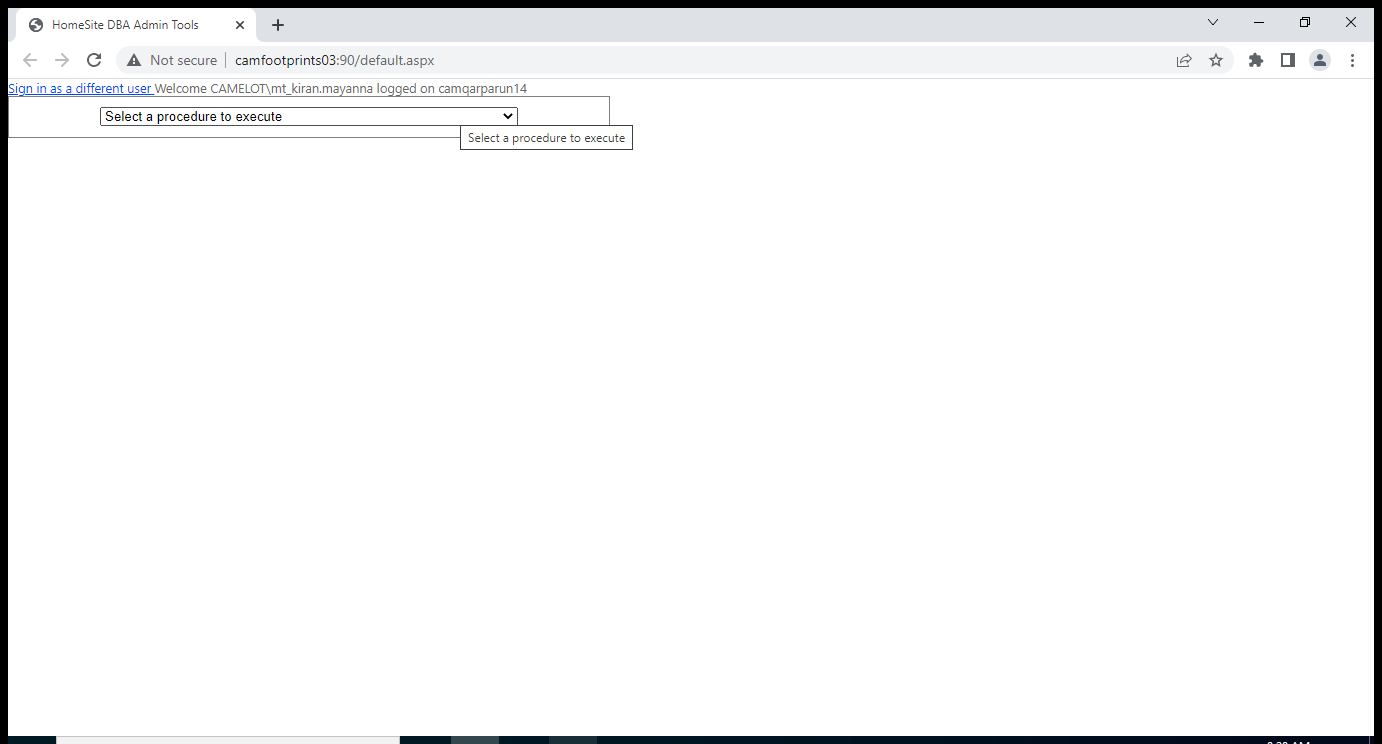 HomeSite DBA Admin Tools
Not secure camfootprints03:90/default.aspx
Sign in as a different user Welcome CAMELOT\mt_kiran.mayanna logged on camqarparun14
Select a procedure to execute
Select a procedure to execute